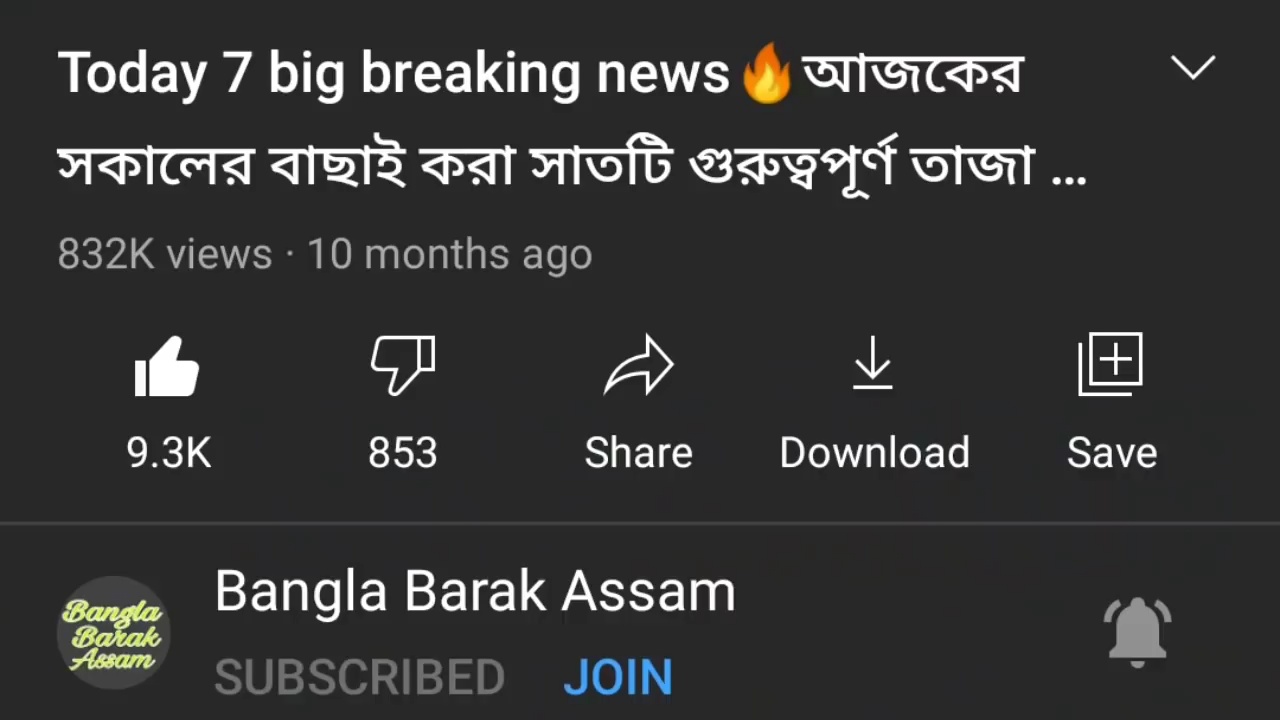 Today 7 big breaking news🔥আজকের
সকালের বাছাই করা সাতটি গুরুত্বপূর্ণ তাজা ...
832K views · 10 months ago
9.3K 853 Share Download Save
Bangla Barak Assam
Bangla
Barak
Assam
SUBSCRIBED JOIN